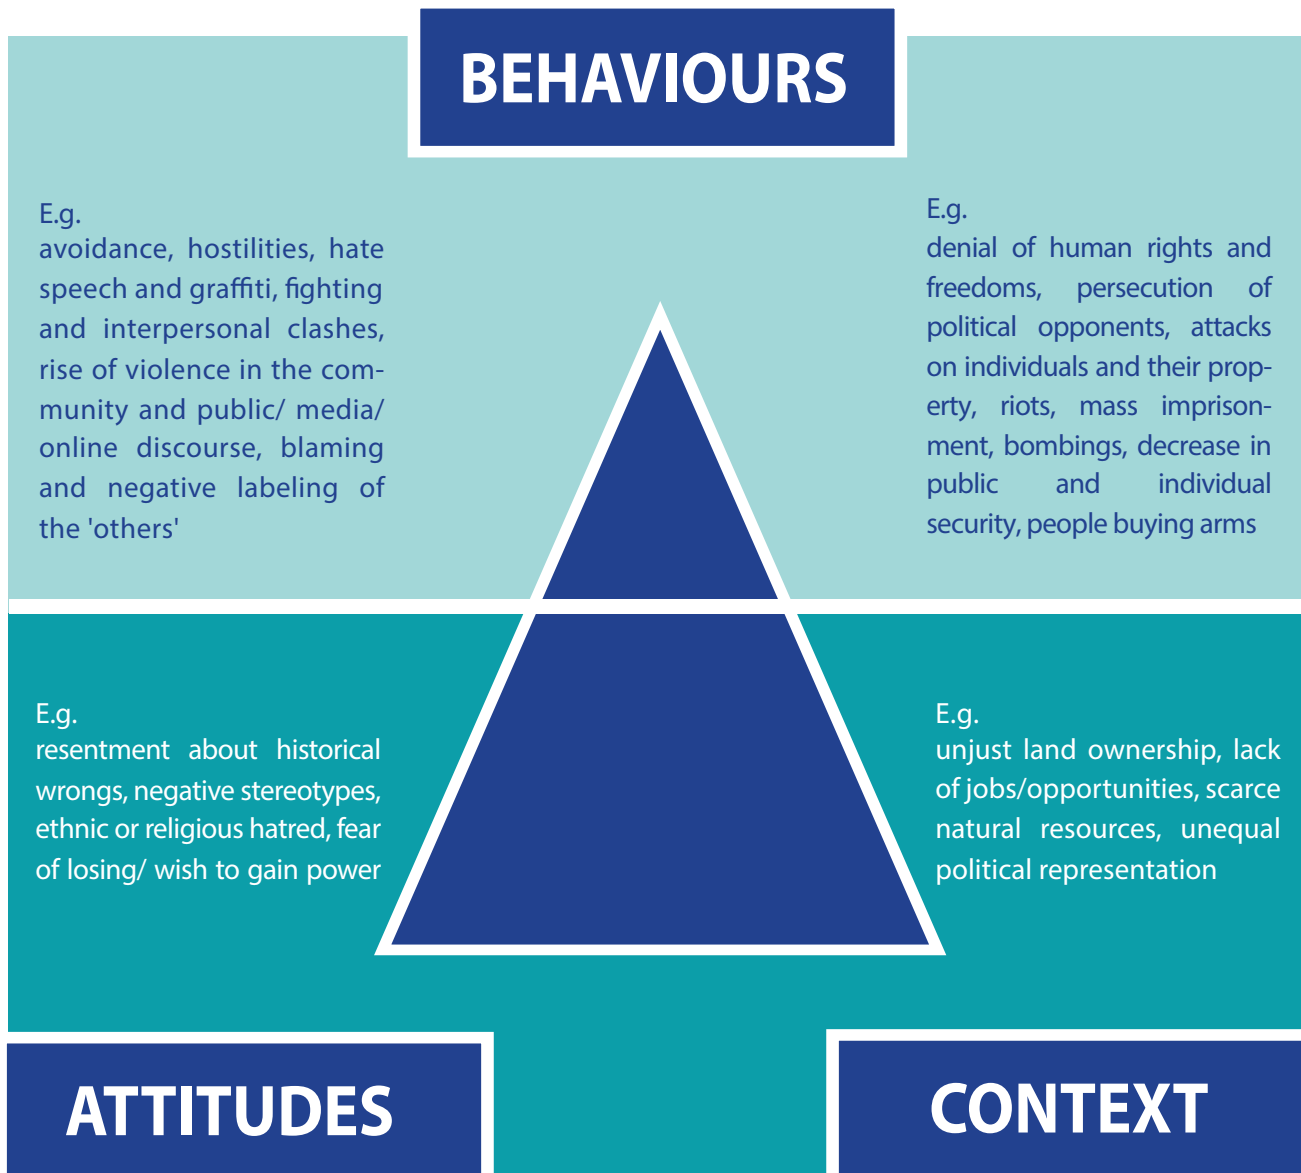 BEHAVIOURS
E.g.
avoidance, hostilities, hate
speech and graffiti, fighting
and interpersonal clashes,
rise of violence in the com-
munity and public/ media/
online discourse, blaming
and negative labeling of
the 'others'
E.g.
denial of human rights and
freedoms, persecution of
political opponents, attacks
on individuals and their prop-
erty, riots, mass imprison-
ment, bombings, decrease in
public and individual
security, people buying arms
E.g.
resentment about historical
wrongs, negative stereotypes,
ethnic or religious hatred, fear
of losing/ wish to gain power
E.g.
unjust land ownership, lack
of jobs/opportunities, scarce
natural resources, unequal
political representation
ATTITUDES
CONTEXT